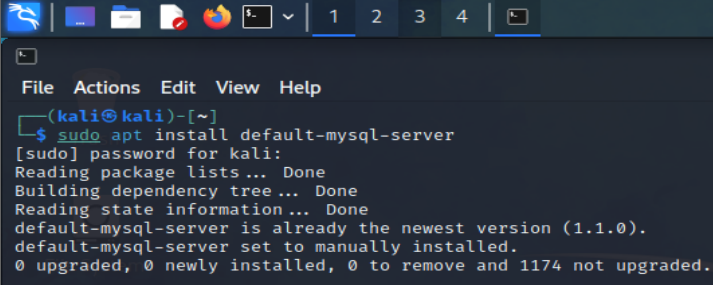 1 2 3 4
File Actions Edit View Help
┌──(kali㉿kali)-[~]
└─$ sudo apt install default-mysql-server
[sudo] password for kali:
Reading package lists... Done
Building dependency tree... Done
Reading state information... Done
default-mysql-server is already the newest version (1.1.0).
default-mysql-server set to manually installed.
0 upgraded, 0 newly installed, 0 to remove and 1174 not upgraded.